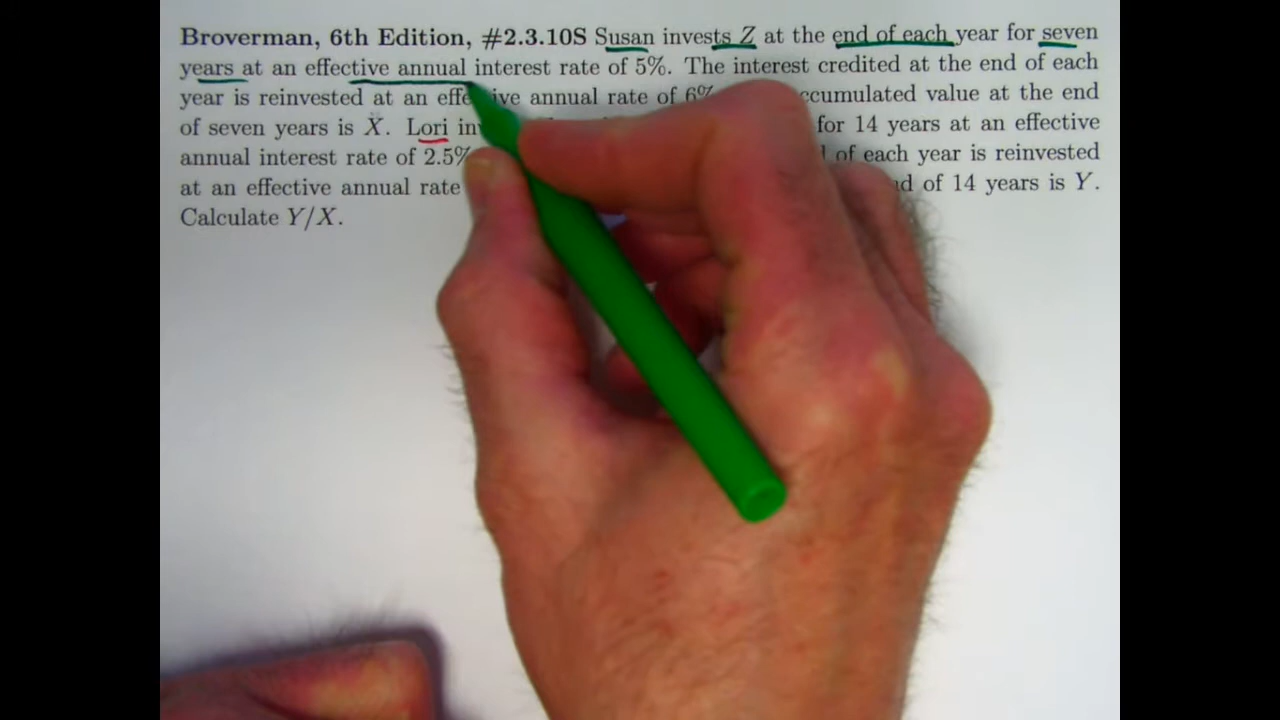 Broverman, 6th Edition, #2.3.10S Susan invests Z at the end of each year for seven
years at an effective annual interest rate of 5%. The interest credited at the end of each
year is reinvested at an effective annual rate of 6% accumulated value at the end
of seven years is X. Lori for 14 years at an effective
annual interest rate of 2.5% of each year is reinvested
at an effective annual rate of 14 years is Y.
Calculate Y/X.